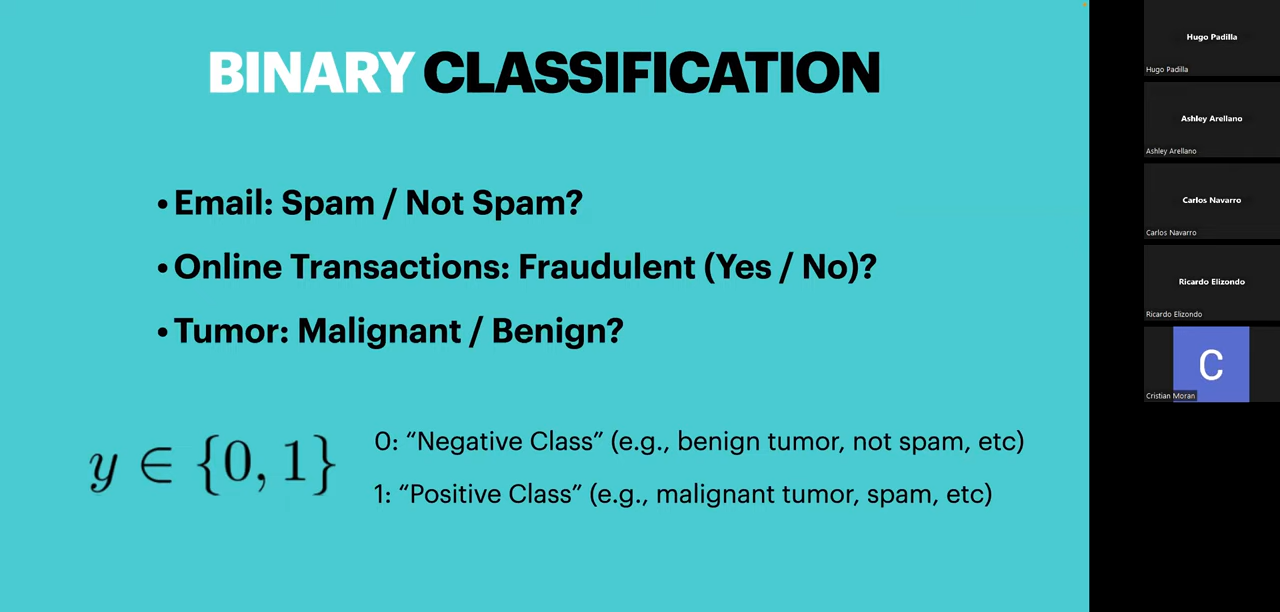 BINARY CLASSIFICATION
• Email: Spam / Not Spam?
• Online Transactions: Fraudulent (Yes / No)?
• Tumor: Malignant / Benign?
y ∈ {0, 1}
0: “Negative Class” (e.g., benign tumor, not spam, etc)
1: “Positive Class” (e.g., malignant tumor, spam, etc)
Hugo Padilla
Hugo Padilla
Ashley Arellano
Ashley Arellano
Carlos Navarro
Carlos Navarro
Ricardo Elizondo
Ricardo Elizondo
C
Cristian Moran